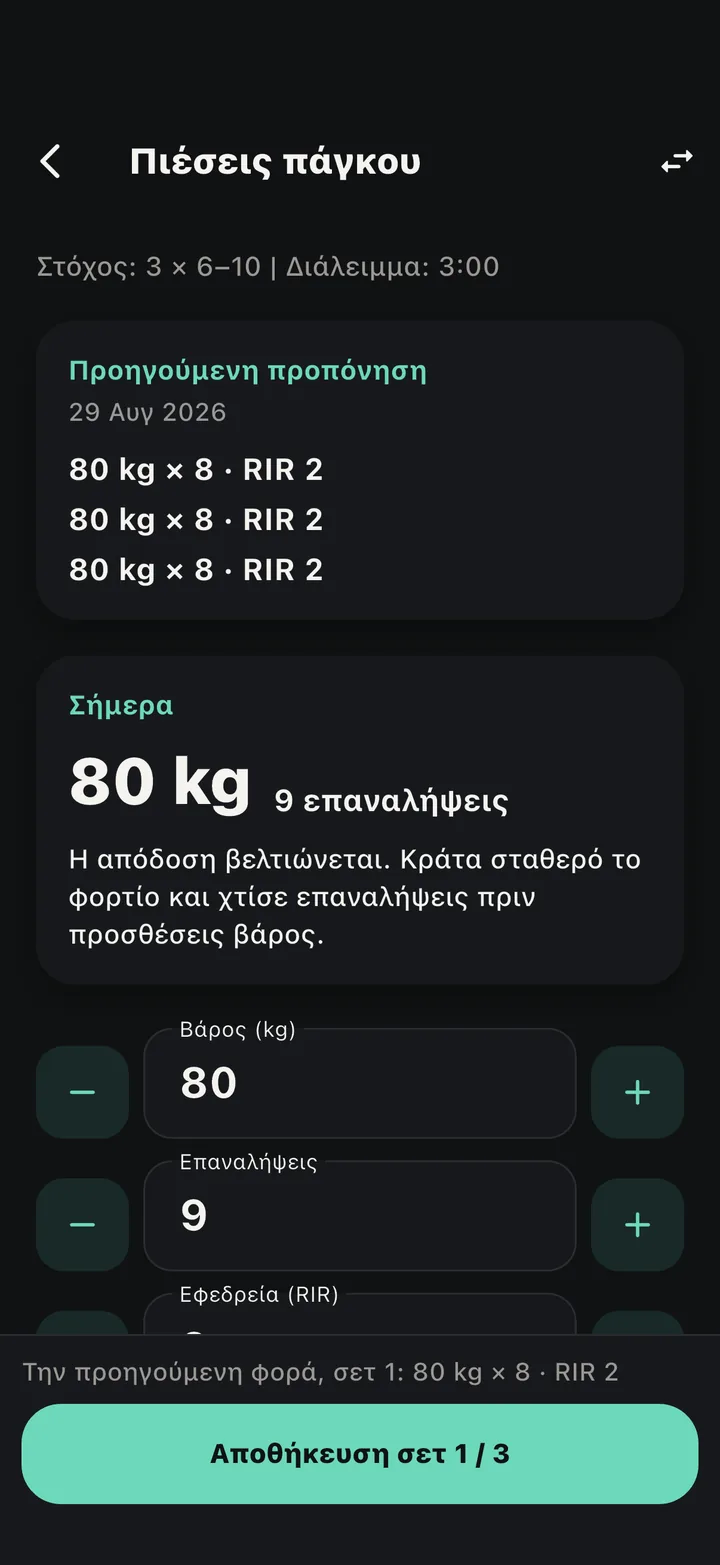 Πιέσεις πάγκου
Στόχος: 3 × 6–10 | Διάλειμμα: 3:00
Προηγούμενη προπόνηση
29 Αυγ 2026
80 kg × 8 · RIR 2
80 kg × 8 · RIR 2
80 kg × 8 · RIR 2
Σήμερα
80 kg 9 επαναλήψεις
Η απόδοση βελτιώνεται. Κράτα σταθερό το
φορτίο και χτίσε επαναλήψεις πριν
προσθέσεις βάρος.
Βάρος (kg)
80
Επαναλήψεις
9
Εφεδρεία (RIR)
Την προηγούμενη φορά, σετ 1: 80 kg × 8 · RIR 2
Αποθήκευση σετ 1 / 3